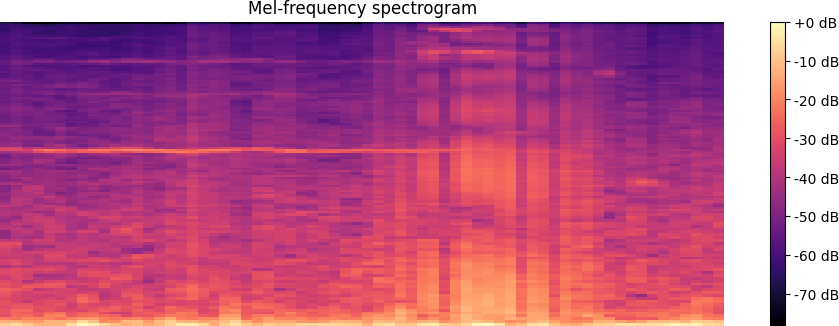 Mel-frequency spectrogram
+0 dB
-10 dB
-20 dB
-30 dB
-40 dB
-50 dB
-60 dB
-70 dB